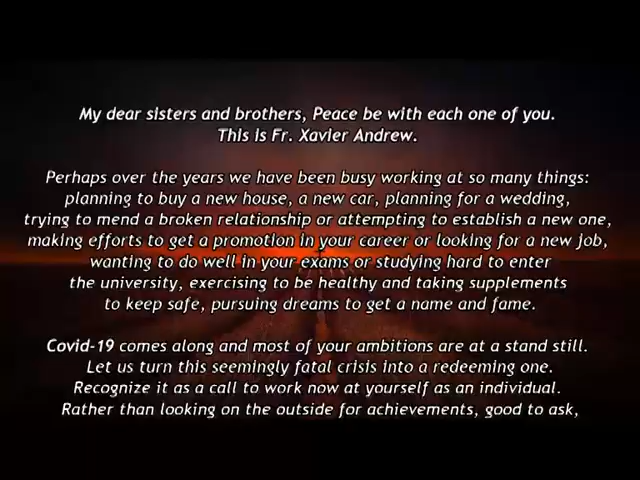 My dear sisters and brothers, Peace be with each one of you.
This is Fr. Xavier Andrew.
Perhaps over the years we have been busy working at so many things:
planning to buy a new house, a new car, planning for a wedding,
trying to mend a broken relationship or attempting to establish a new one,
making efforts to get a promotion in your career or looking for a new job,
wanting to do well in your exams or studying hard to enter
the university, exercising to be healthy and taking supplements
to keep safe, pursuing dreams to get a name and fame.
Covid-19 comes along and most of your ambitions are at a stand still.
Let us turn this seemingly fatal crisis into a redeeming one.
Recognize it as a call to work now at yourself as an individual.
Rather than looking on the outside for achievements, good to ask,